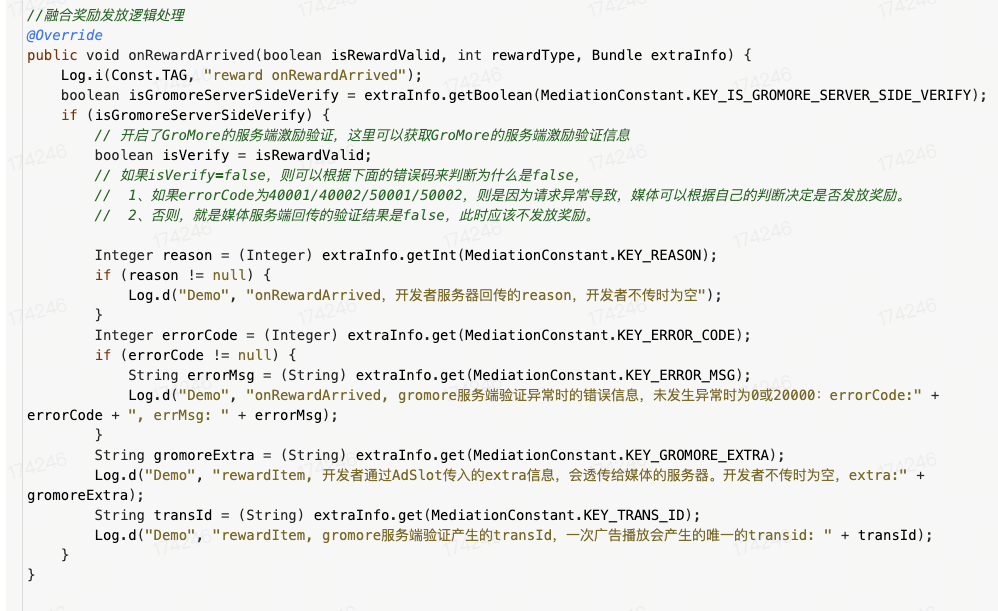 //融合奖励发放逻辑处理
@Override
public void onRewardArrived(boolean isRewardValid, int rewardType, Bundle extraInfo) {
Log.i(Const.TAG, "reward onRewardArrived");
boolean isGromoreServerSideVerify = extraInfo.getBoolean(MediationConstant.KEY_IS_GROMORE_SERVER_SIDE_VERIFY);
if (isGromoreServerSideVerify) {
// 开启了GroMore的服务端激励验证，这里可以获取GroMore的服务端激励验证信息
boolean isVerify = isRewardValid;
// 如果isVerify=false，则可以根据下面的错误码来判断为什么是false，
// 1、如果errorCode为40001/40002/50001/50002，则是因为请求异常导致，媒体可以根据自己的判断决定是否发放奖励。
// 2、否则，就是媒体服务端回传的验证结果是false，此时应该不发放奖励。
Integer reason = (Integer) extraInfo.getInt(MediationConstant.KEY_REASON);
if (reason != null) {
Log.d("Demo", "onRewardArrived，开发者服务器回传的reason，开发者不传时为空");
}
Integer errorCode = (Integer) extraInfo.get(MediationConstant.KEY_ERROR_CODE);
if (errorCode != null) {
String errorMsg = (String) extraInfo.get(MediationConstant.KEY_ERROR_MSG);
Log.d("Demo", "onRewardArrived, gromore服务端验证异常时的错误信息，未发生异常时为0或20000：errorCode:" +
errorCode + ", errMsg: " + errorMsg);
}
String gromoreExtra = (String) extraInfo.get(MediationConstant.KEY_GROMORE_EXTRA);
Log.d("Demo", "rewardItem, 开发者通过AdSlot传入的extra信息，会透传给媒体的服务器。开发者不传时为空，extra:" +
gromoreExtra);
String transId = (String) extraInfo.get(MediationConstant.KEY_TRANS_ID);
Log.d("Demo", "rewardItem, gromore服务端验证产生的transId，一次广告播放会产生的唯一的transid: " + transId);
}
}
174246